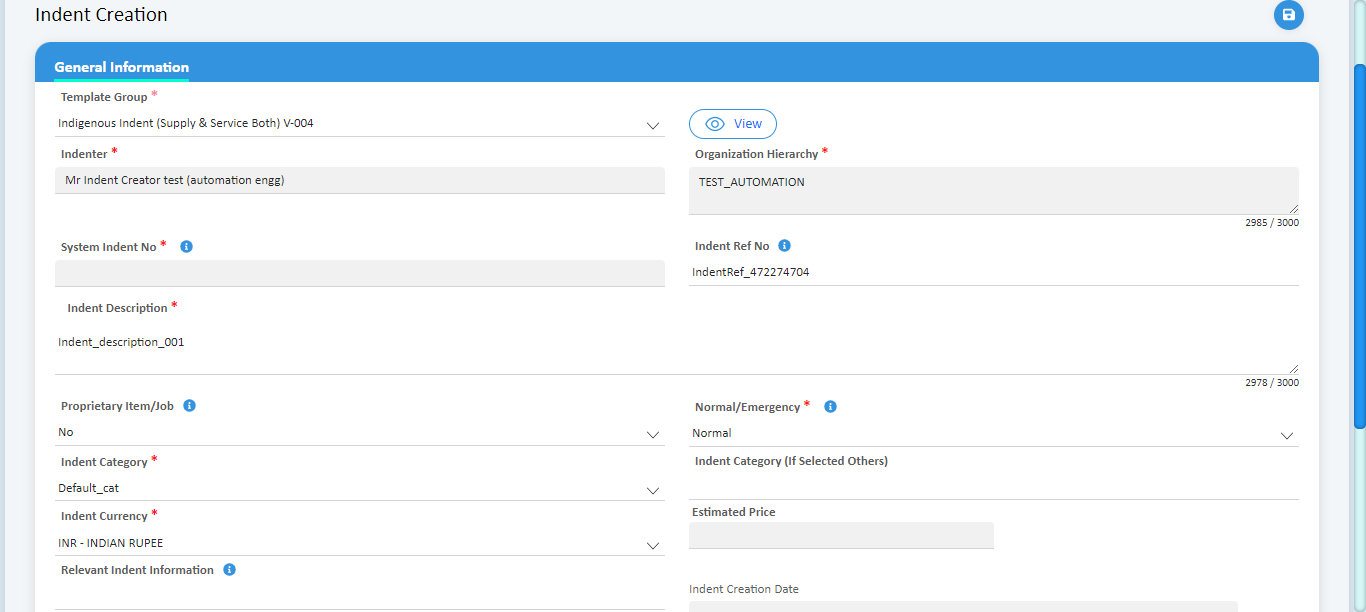 Indent Creation
General Information
Template Group *
Indigenous Indent (Supply & Service Both) V-004
View
Indenter *
Organization Hierarchy *
Mr Indent Creator test (automation engg)
TEST_AUTOMATION
2985 / 3000
System Indent No *
Indent Ref No
IndentRef_472274704
Indent Description *
Indent_description_001
2978 / 3000
Proprietary Item/Job
Normal/Emergency *
No
Normal
Indent Category *
Indent Category (If Selected Others)
Default_cat
Indent Currency *
Estimated Price
INR - INDIAN RUPEE
Relevant Indent Information
Indent Creation Date